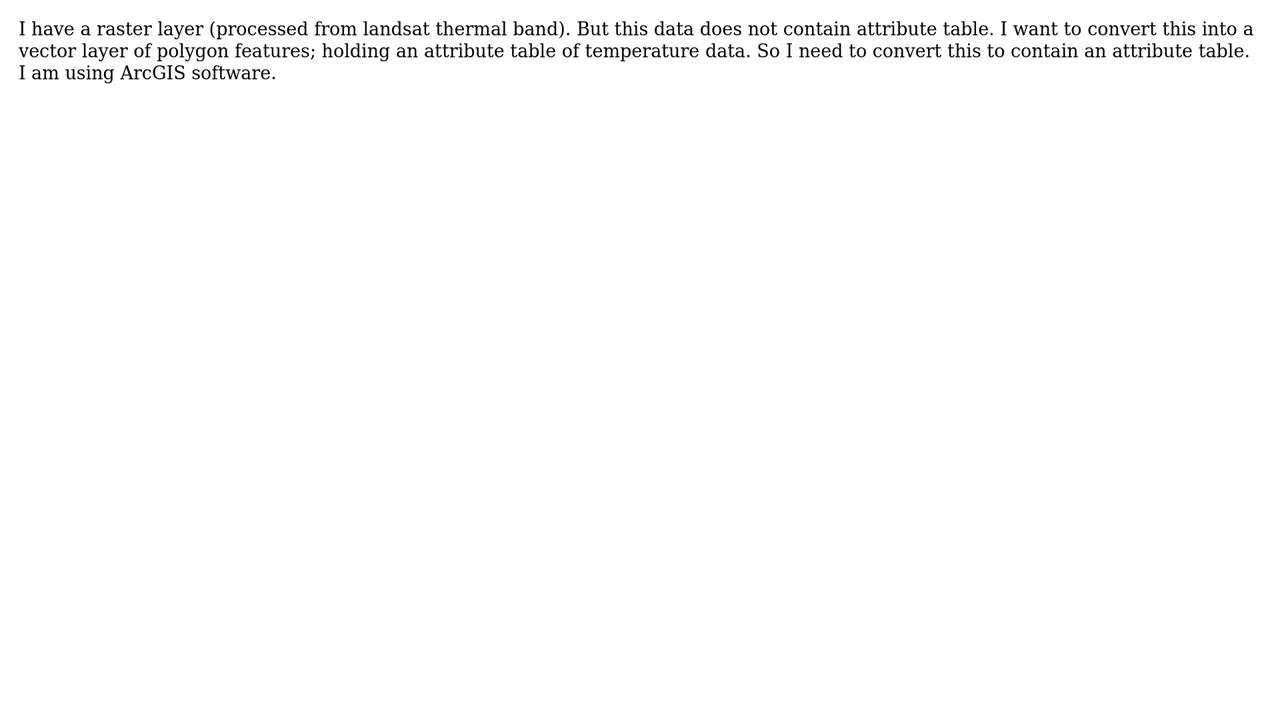 I have a raster layer (processed from landsat thermal band). But this data does not contain attribute table. I want to convert this into a
vector layer of polygon features; holding an attribute table of temperature data. So I need to convert this to contain an attribute table.
I am using ArcGIS software.